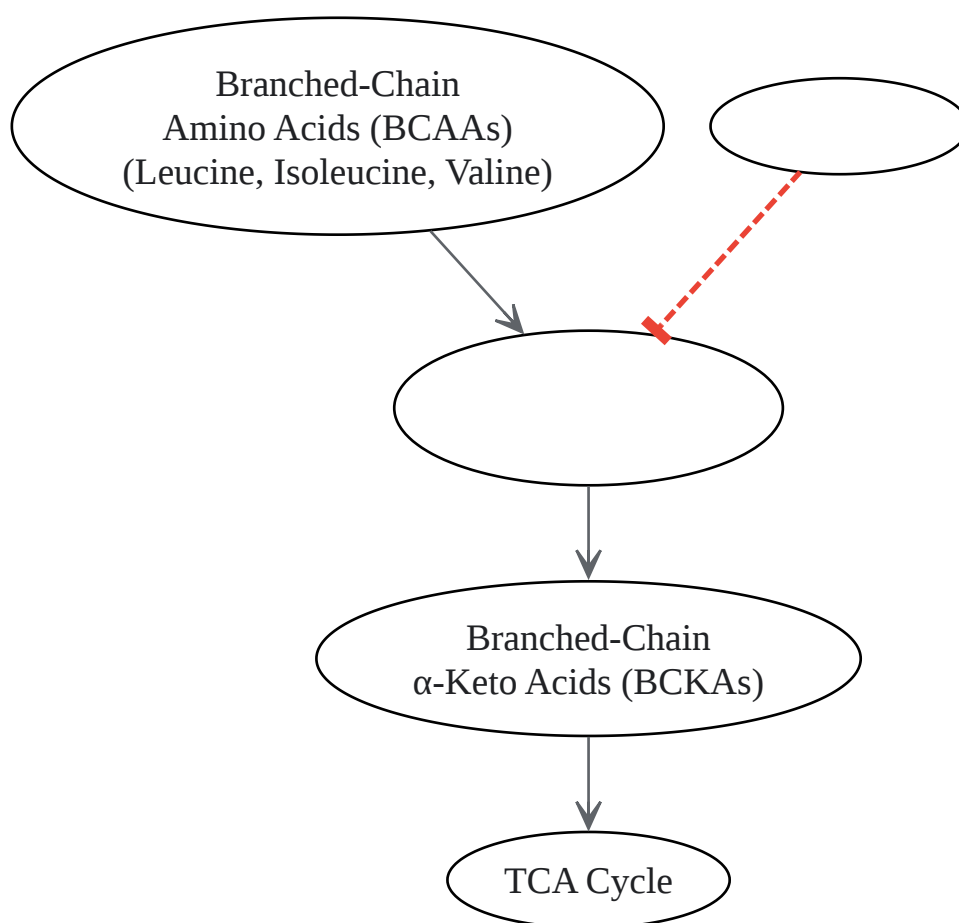 Branched-Chain
Amino Acids (BCAAs)
(Leucine, Isoleucine, Valine)
Branched-Chain
α-Keto Acids (BCKAs)
TCA Cycle